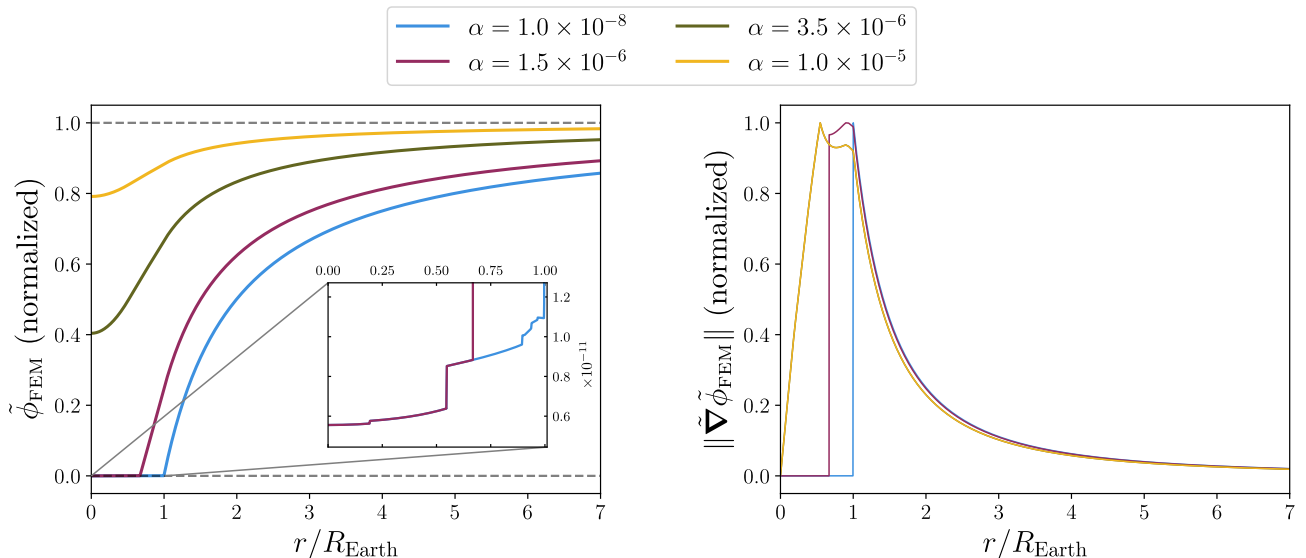 α = 1.0 × 10⁻⁸
α = 3.5 × 10⁻⁶
α = 1.5 × 10⁻⁶
α = 1.0 × 10⁻⁵
φ̃_FEM (normalized)
1.0
0.8
0.6
0.4
0.2
0.0
0 1 2 3 4 5 6 7
r/R_Earth
0.00 0.25 0.50 0.75 1.00
1.2
1.0
0.8
0.6
×10⁻¹¹
‖∇̃φ̃_FEM‖ (normalized)
1.0
0.8
0.6
0.4
0.2
0.0
0 1 2 3 4 5 6 7
r/R_Earth